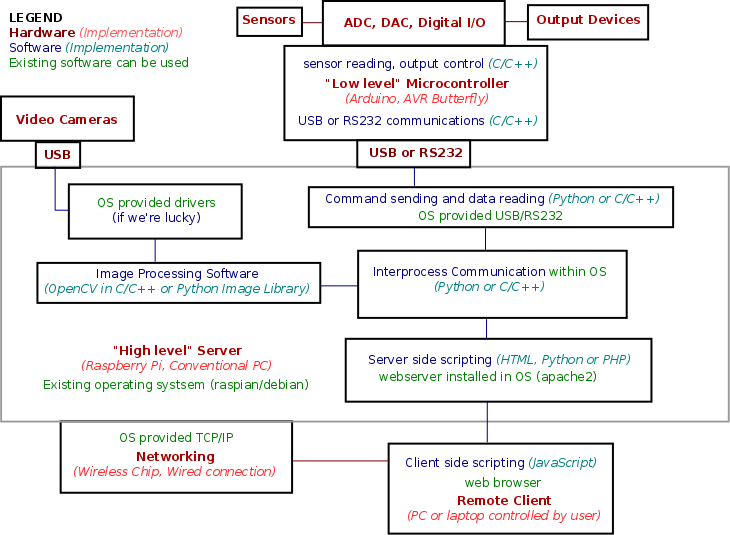 LEGEND
Hardware (Implementation)
Software (Implementation)
Existing software can be used
Sensors
ADC, DAC, Digital I/O
Output Devices
sensor reading, output control (C/C++)
"Low level" Microcontroller
(Arduino, AVR Butterfly)
USB or RS232 communications (C/C++)
Video Cameras
USB
USB or RS232
OS provided drivers
(if we're lucky)
Command sending and data reading (Python or C/C++)
OS provided USB/RS232
Image Processing Software
(OpenCV in C/C++ or Python Image Library)
Interprocess Communication within OS
(Python or C/C++)
"High level" Server
(Raspberry Pi, Conventional PC)
Existing operating systsem (raspian/debian)
Server side scripting (HTML, Python or PHP)
webserver installed in OS (apache2)
OS provided TCP/IP
Networking
(Wireless Chip, Wired connection)
Client side scripting (JavaScript)
web browser
Remote Client
(PC or laptop controlled by user)